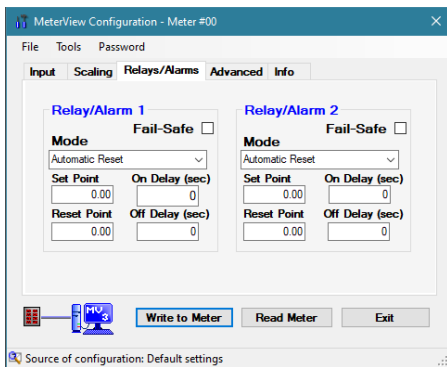 MeterView Configuration - Meter #00
File Tools Password
Input Scaling Relays/Alarms Advanced Info
Relay/Alarm 1
Fail-Safe
Mode
Automatic Reset
Set Point On Delay (sec)
0.00 0
Reset Point Off Delay (sec)
0.00 0
Relay/Alarm 2
Fail-Safe
Mode
Automatic Reset
Set Point On Delay (sec)
0.00 0
Reset Point Off Delay (sec)
0.00 0
MV3
Write to Meter Read Meter Exit
Source of configuration: Default settings